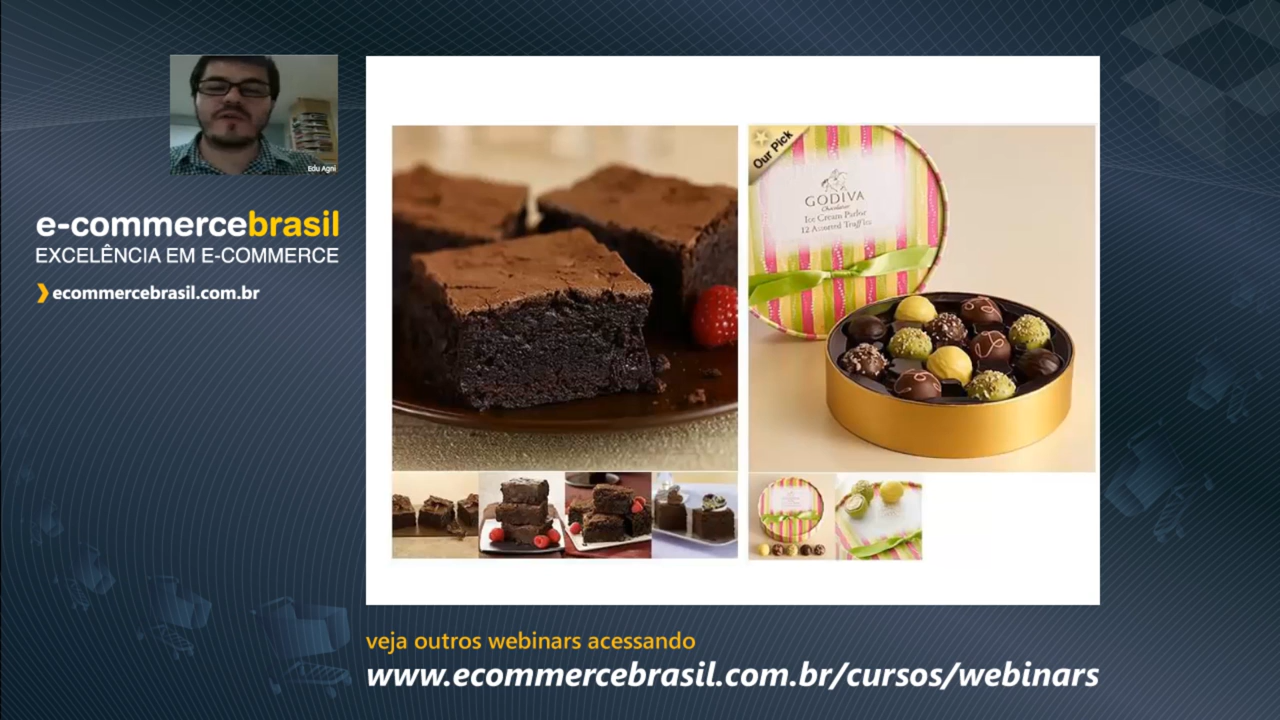 Edu Agni
e-commercebrasil
EXCELÊNCIA EM E-COMMERCE
ecommercebrasil.com.br
Our Pick
GODIVA
Chocolatier
Ice Cream Parlor
12 Assorted Truffles
veja outros webinars acessando
www.ecommercebrasil.com.br/cursos/webinars